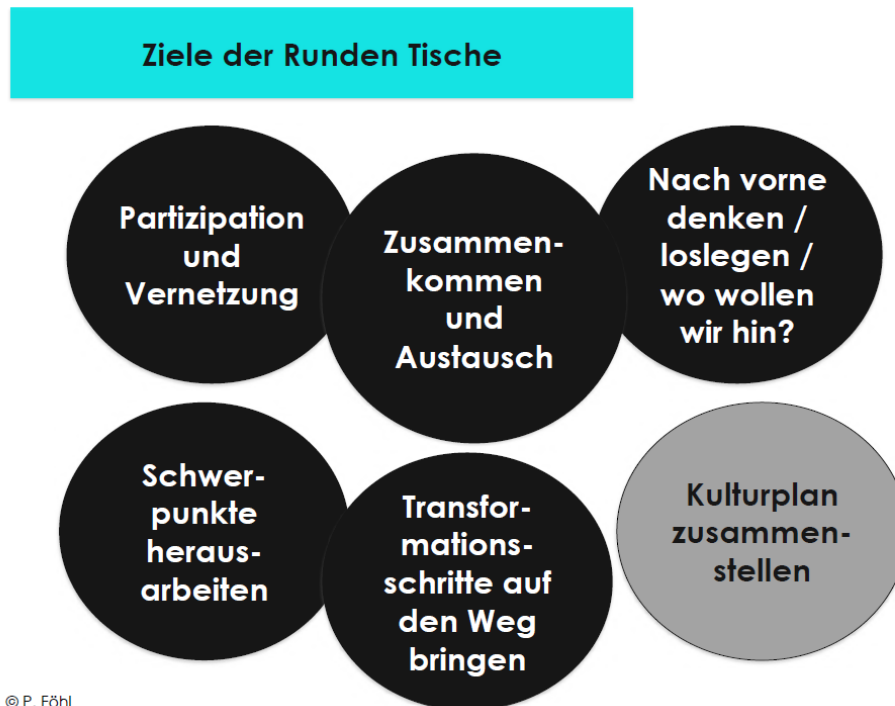 Ziele der Runden Tische
Partizipation
und
Vernetzung
Zusammen-
kommen
und
Austausch
Nach vorne
denken /
loslegen /
wo wollen
wir hin?
Schwer-
punkte
heraus-
arbeiten
Transfor-
mations-
schritte auf
den Weg
bringen
Kulturplan
zusammen-
stellen
© P. Föhl